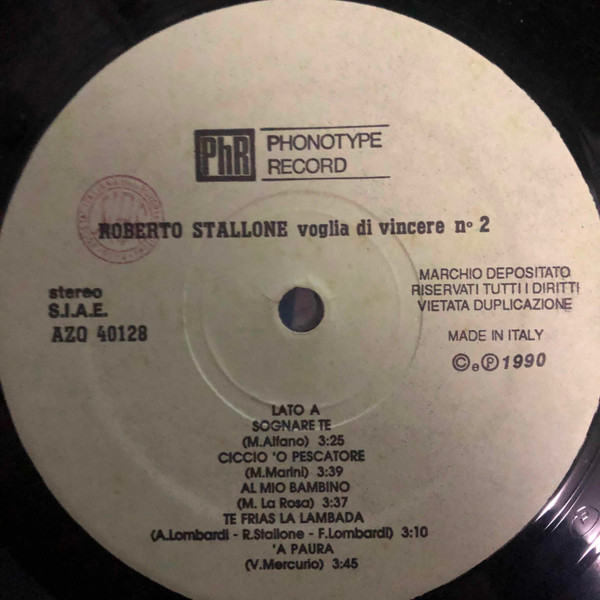 PhR PHONOTYPE
RECORD
ROBERTO STALLONE voglia di vincere nº 2
stereo
S.I.A.E.
AZQ 40128
MARCHIO DEPOSITATO
RISERVATI TUTTI I DIRITTI
VIETATA DUPLICAZIONE
MADE IN ITALY
©e℗1990
LATO A
SOGNARE TE
(M.Alfano) 3:25
CICCIO 'O PESCATORE
(M.Marini) 3:39
AL MIO BAMBINO
(M. La Rosa) 3:37
TE FRIAS LA LAMBADA
(A.Lombardi - R.Stallone - F.Lombardi) 3:10
'A PAURA
(V.Mercurio) 3:45